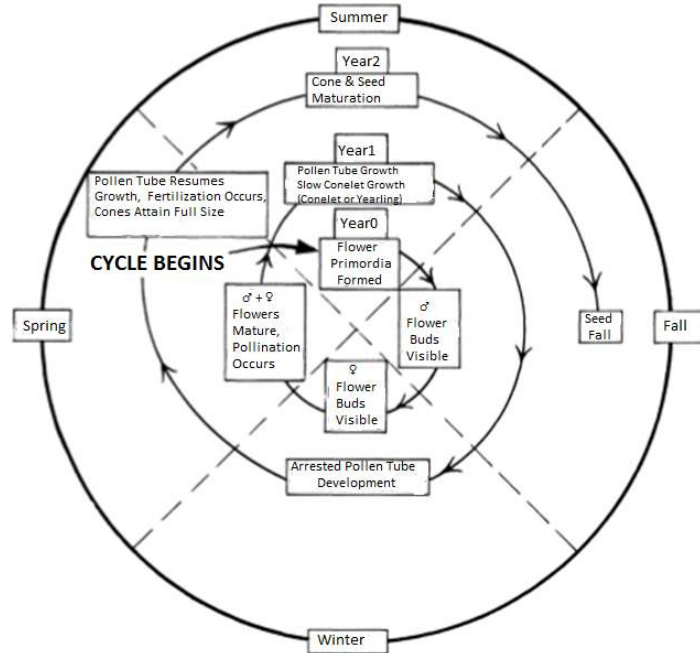 Summer
Year2
Cone & Seed
Maturation
Year1
Pollen Tube Growth
Slow Conelet Growth
(Conelet or Yearling)
Pollen Tube Resumes
Growth, Fertilization Occurs,
Cones Attain Full Size
Year0
Flower
Primordia
Formed
CYCLE BEGINS
♂ + ♀
Flowers
Mature,
Pollination
Occurs
♂
Flower
Buds
Visible
Spring
Seed
Fall
Fall
♀
Flower
Buds
Visible
Arrested Pollen Tube
Development
Winter